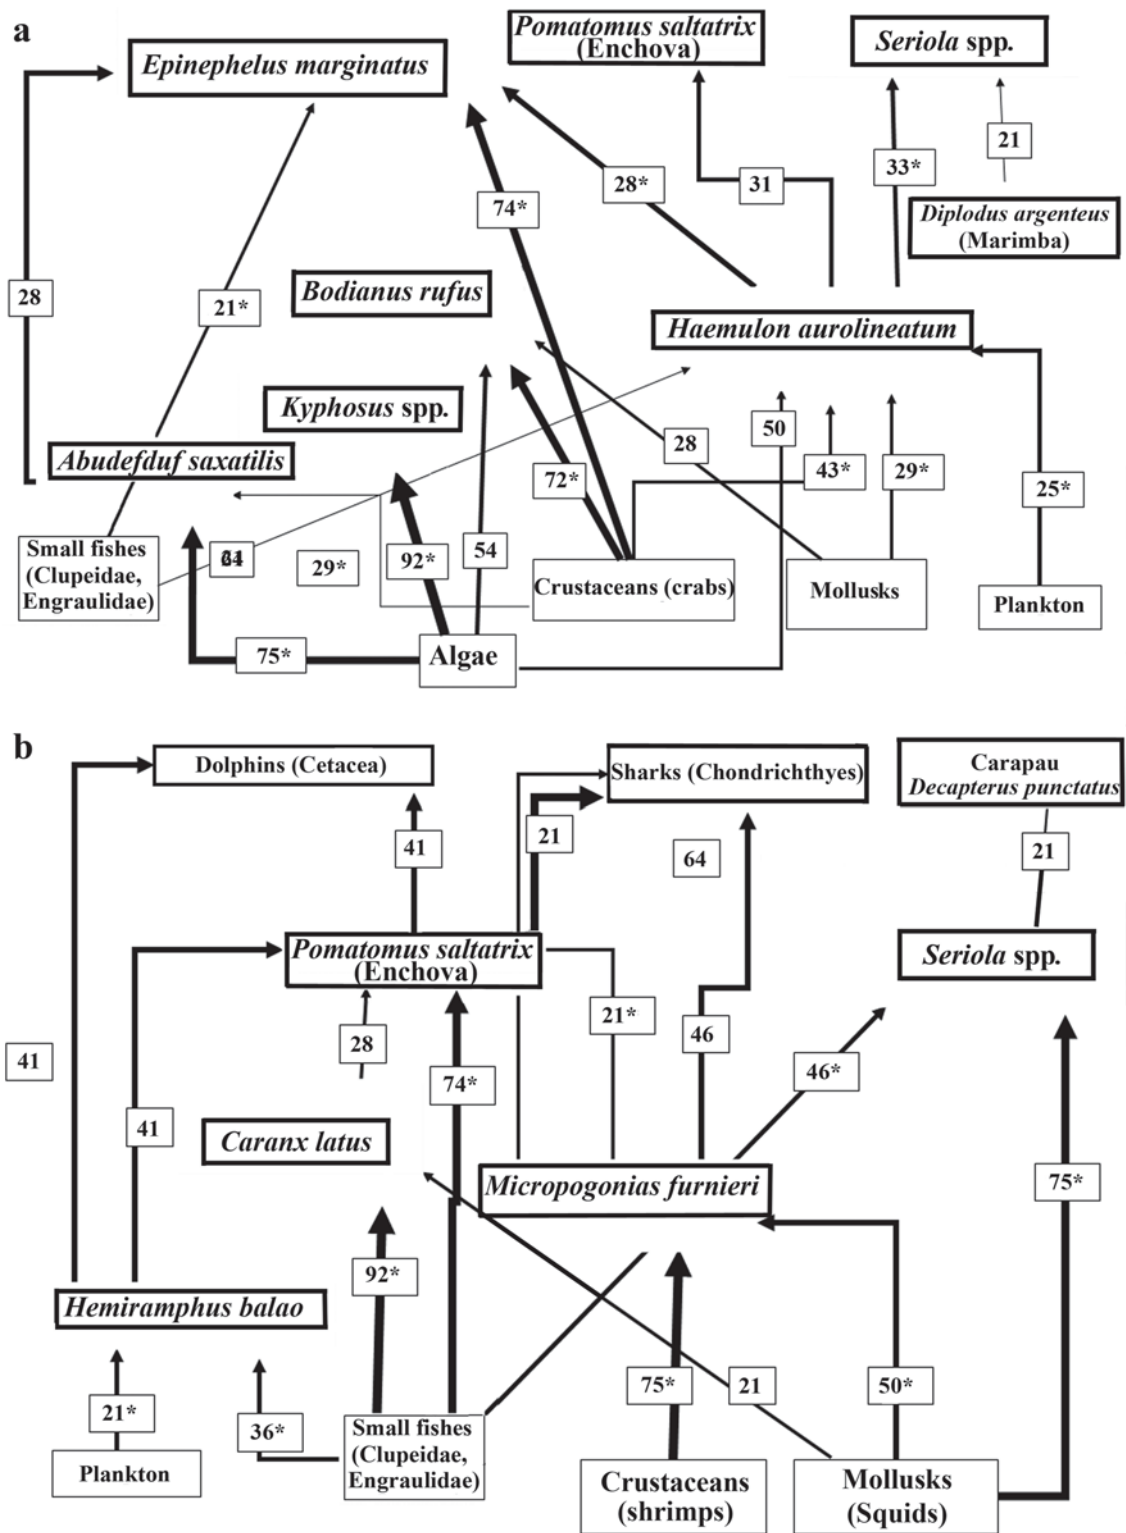 a
Pomatomus saltatrix
(Enchova)
Seriola spp.
Epinephelus marginatus
21
33*
28*
31
74*
Diplodus argenteus
(Marimba)
28
21*
Bodianus rufus
Haemulon aurolineatum
Kyphosus spp.
50
28
Abudefduf saxatilis
43*
29*
72*
25*
Small fishes
(Clupeidae,
Engraulidae)
29*
92*
54
Crustaceans (crabs)
Mollusks
Plankton
75*
Algae
b
Dolphins (Cetacea)
Sharks (Chondrichthyes)
Carapau
Decapterus punctatus
41
21
64
21
Pomatomus saltatrix
(Enchova)
Seriola spp.
21*
28
46
41
74*
46*
41
Caranx latus
Micropogonias furnieri
75*
92*
Hemiramphus balao
75*
21
50*
21*
36*
Small fishes
(Clupeidae,
Engraulidae)
Plankton
Crustaceans
(shrimps)
Mollusks
(Squids)